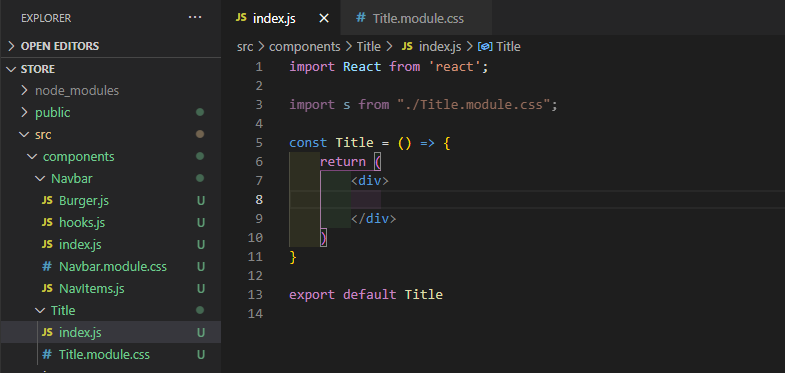 EXPLORER
...
OPEN EDITORS
STORE
node_modules
public
src
components
Navbar
JS Burger.js U
JS hooks.js U
JS index.js U
# Navbar.module.css U
JS NavItems.js U
Title
JS index.js U
# Title.module.css U
JS index.js ×
# Title.module.css
src > components > Title > JS index.js > Title
1 import React from 'react';
2
3 import s from "./Title.module.css";
4
5 const Title = () => {
6 return (
7 <div>
8
9 </div>
10 )
11 }
12
13 export default Title
14